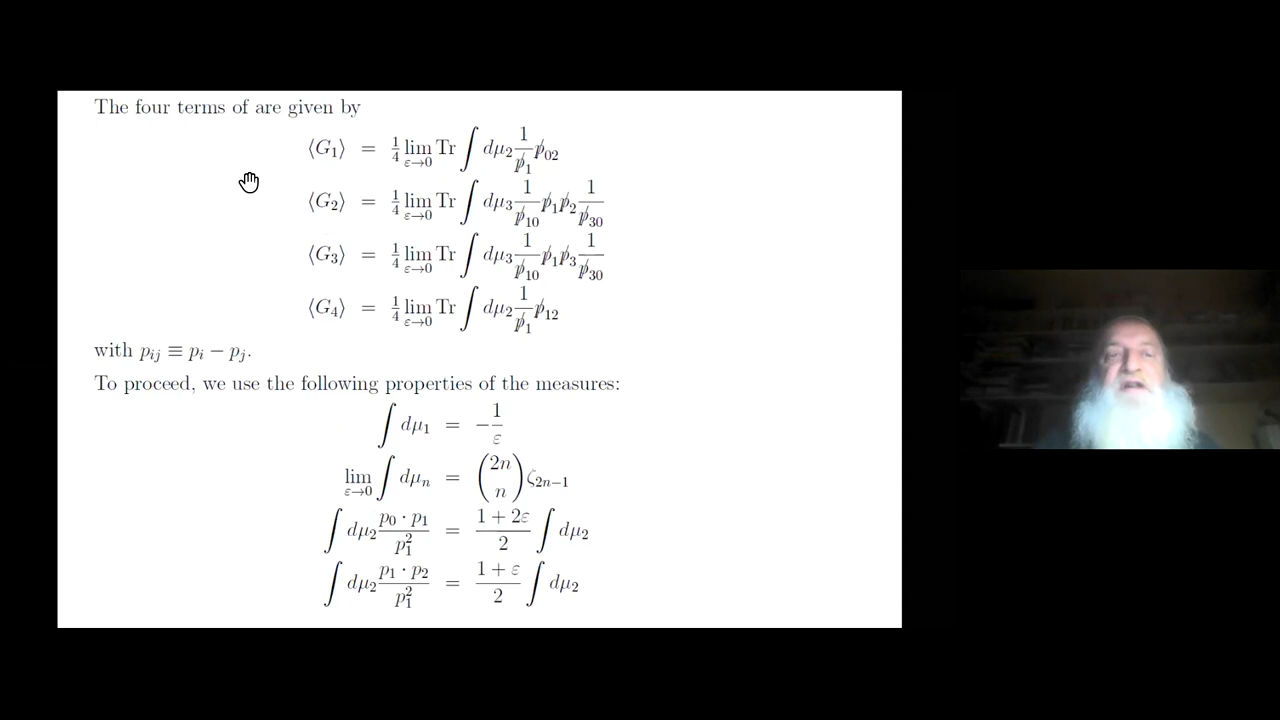 The four terms of are given by
⟨G₁⟩ = ¼ lim_{ε→0} Tr ∫ dμ₂ (1/p̸₁) p̸₀₂
⟨G₂⟩ = ¼ lim_{ε→0} Tr ∫ dμ₃ (1/p̸₁₀) p̸₁p̸₂ (1/p̸₃₀)
⟨G₃⟩ = ¼ lim_{ε→0} Tr ∫ dμ₃ (1/p̸₁₀) p̸₁p̸₃ (1/p̸₃₀)
⟨G₄⟩ = ¼ lim_{ε→0} Tr ∫ dμ₂ (1/p̸₁) p̸₁₂
with p_{ij} ≡ p_i − p_j.
To proceed, we use the following properties of the measures:
∫ dμ₁ = −1/ε
lim_{ε→0} ∫ dμ_n = (2n n) ζ_{2n−1}
∫ dμ₂ (p₀ · p₁)/p₁² = (1 + 2ε)/2 ∫ dμ₂
∫ dμ₂ (p₁ · p₂)/p₁² = (1 + ε)/2 ∫ dμ₂